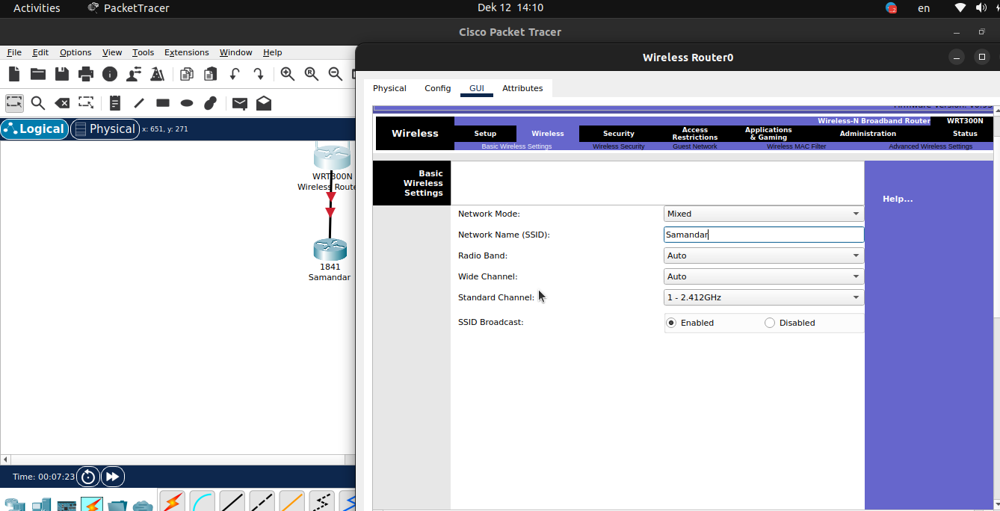 Activities PacketTracer Dek 12 14:10 en
Cisco Packet Tracer
File Edit Options View Tools Extensions Window Help
Wireless Router0
Physical Config GUI Attributes
Logical Physical x: 651, y: 271
Wireless-N Broadband Router WRT300N
Wireless Setup Wireless Security Access Restrictions Applications & Gaming Administration Status
Basic Wireless Settings Wireless Security Guest Network Wireless MAC Filter Advanced Wireless Settings
WRT300N
Wireless Route
1841
Samandar
Basic
Wireless
Settings
Help...
Network Mode: Mixed
Network Name (SSID): Samandar
Radio Band: Auto
Wide Channel: Auto
Standard Channel: 1 - 2.412GHz
SSID Broadcast: Enabled Disabled
Time: 00:07:23